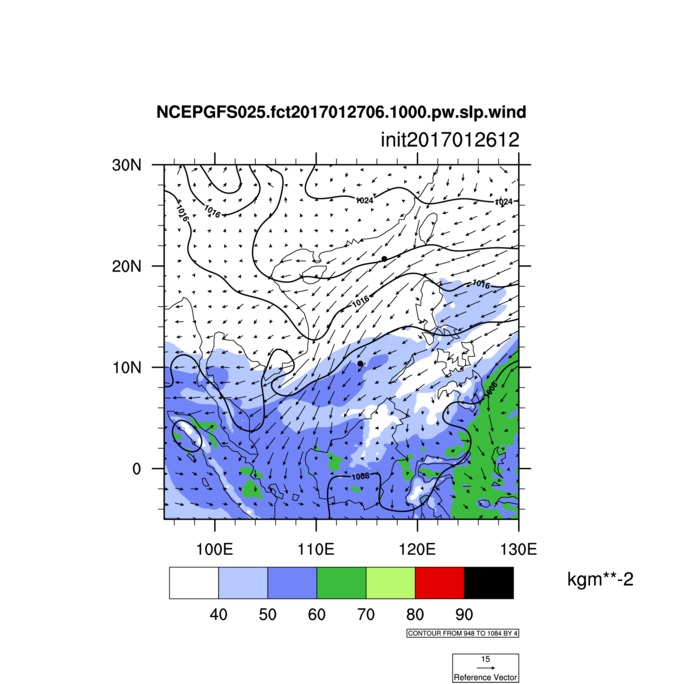 NCEPGFS025.fct2017012706.1000.pw.slp.wind
init2017012612
30N
20N
10N
0
1016
1016
1024
1024
1016
1016
1008
1008
100E 110E 120E 130E
kgm**-2
40 50 60 70 80 90
CONTOUR FROM 948 TO 1084 BY 4
15
Reference Vector